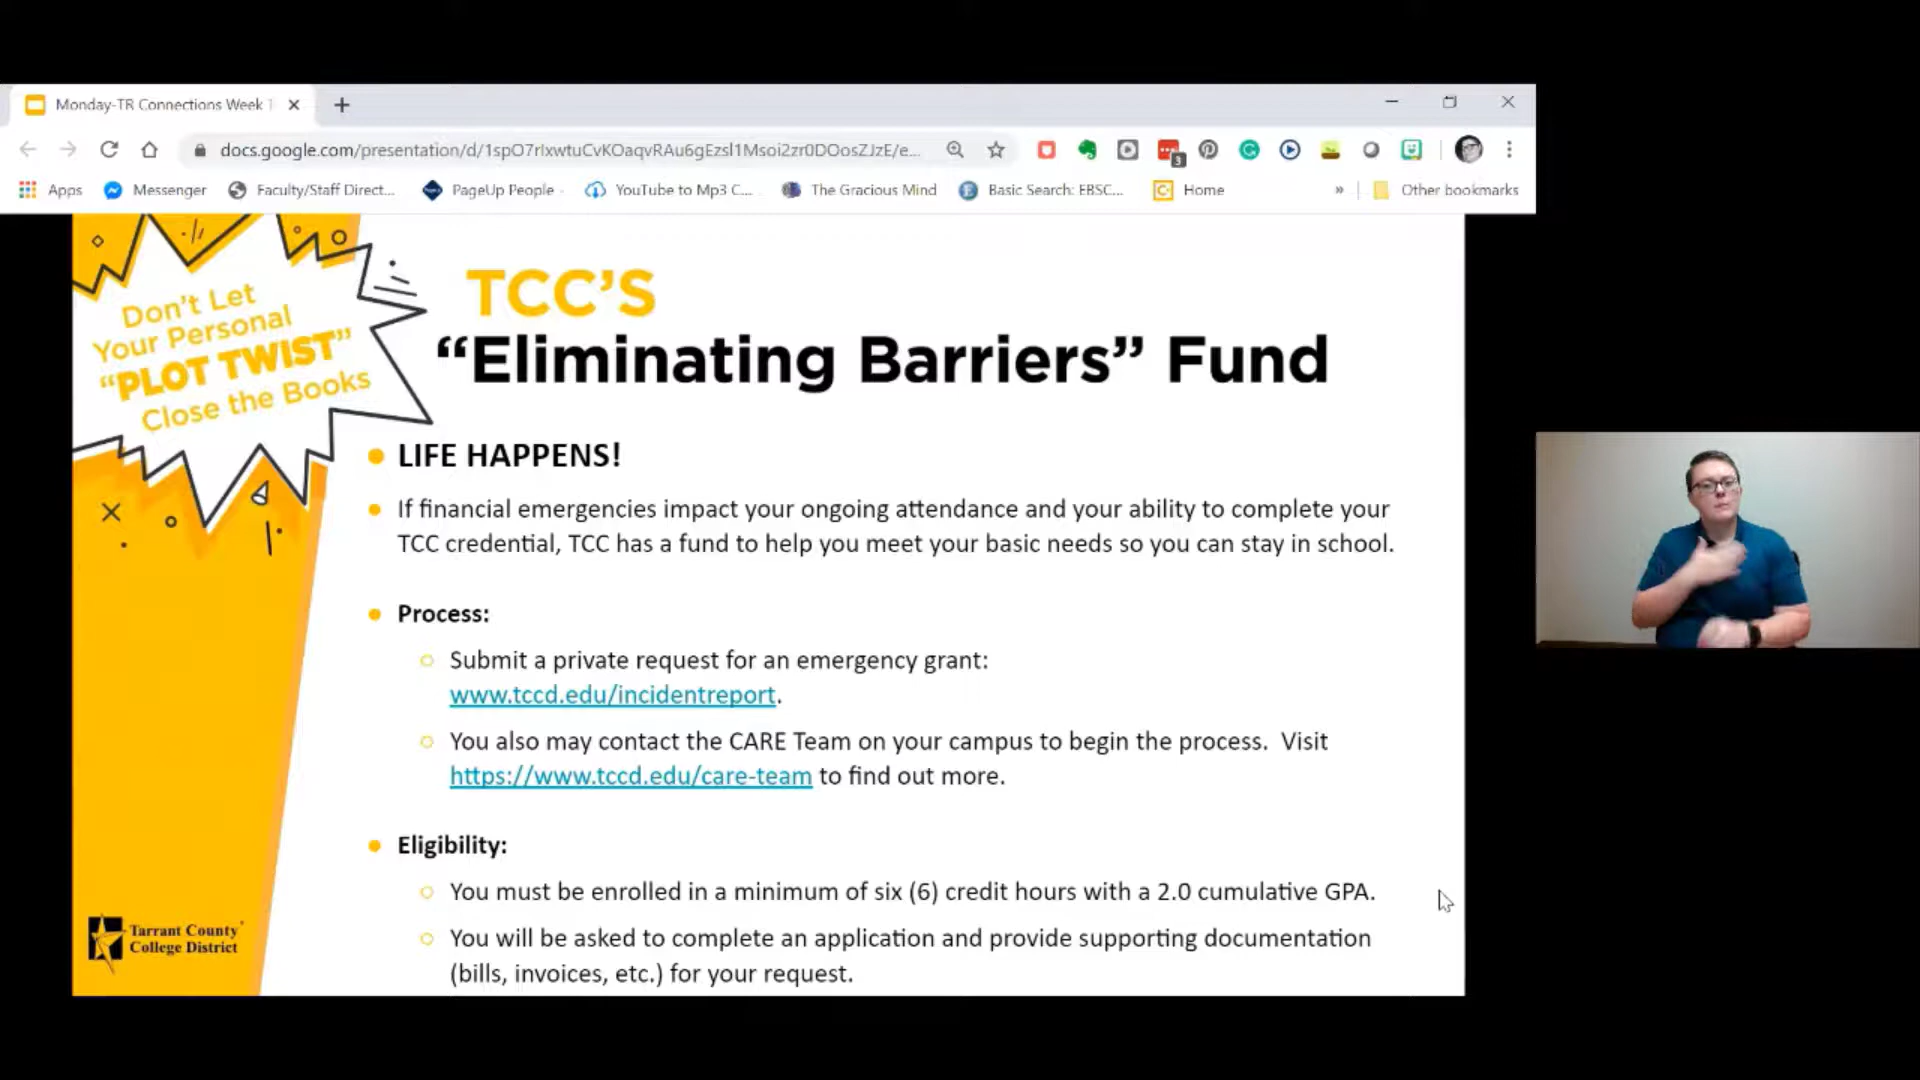 Monday-TR Connections Week
docs.google.com/presentation/d/1spO7rIxwtuCvKOaqvRAu6gEzsl1Msoi2zr0DOosZJzE/e...
3
Apps Messenger Faculty/Staff Direct... PageUp People YouTube to Mp3 C... The Gracious Mind Basic Search: EBSC... Home » Other bookmarks
Don't Let
Your Personal
"PLOT TWIST"
Close the Books
TCC'S
"Eliminating Barriers" Fund
LIFE HAPPENS!
If financial emergencies impact your ongoing attendance and your ability to complete your
TCC credential, TCC has a fund to help you meet your basic needs so you can stay in school.
Process:
Submit a private request for an emergency grant:
www.tccd.edu/incidentreport.
You also may contact the CARE Team on your campus to begin the process. Visit
https://www.tccd.edu/care-team to find out more.
Eligibility:
You must be enrolled in a minimum of six (6) credit hours with a 2.0 cumulative GPA.
You will be asked to complete an application and provide supporting documentation
(bills, invoices, etc.) for your request.
Tarrant County
College District